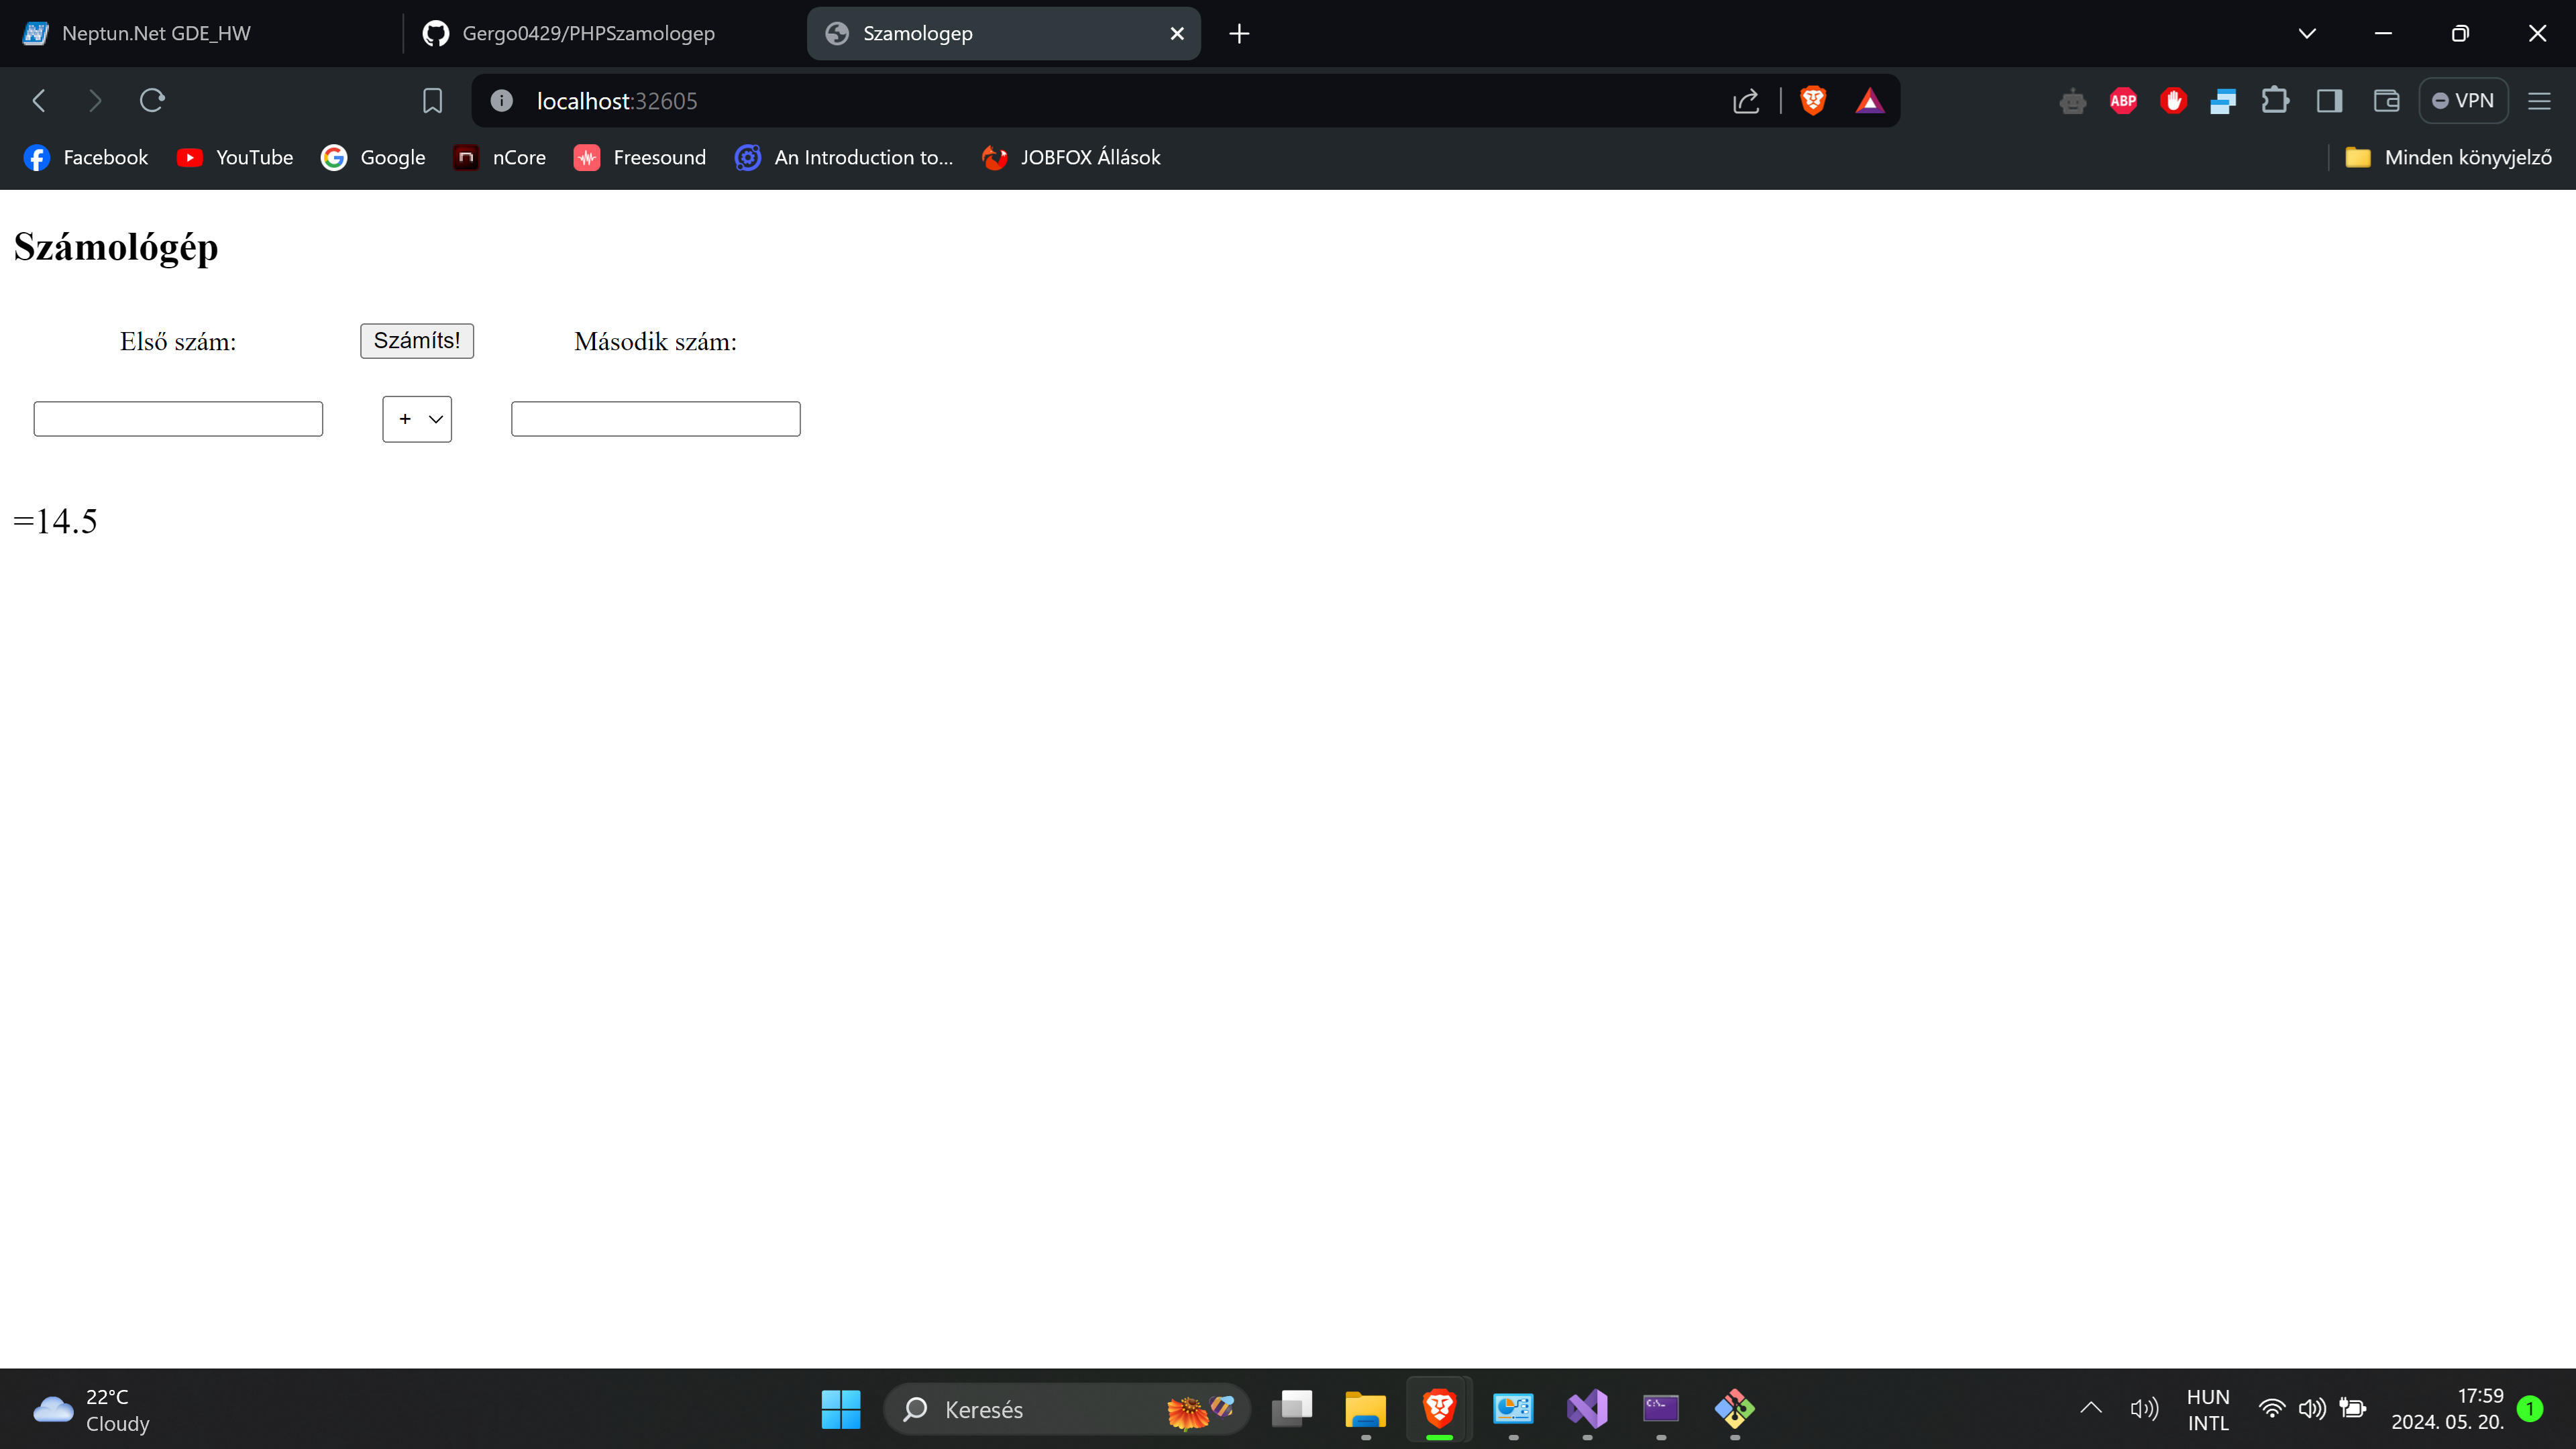 Neptun.Net GDE_HW
Gergo0429/PHPSzamologep
Szamologep
localhost:32605
ABP
VPN
Facebook
YouTube
Google
nCore
Freesound
An Introduction to...
JOBFOX Állások
Minden könyvjelző
Számológép
Első szám:
Számíts!
Második szám:
+
=14.5
22°C
Cloudy
Keresés
HUN
INTL
17:59
2024. 05. 20.
1